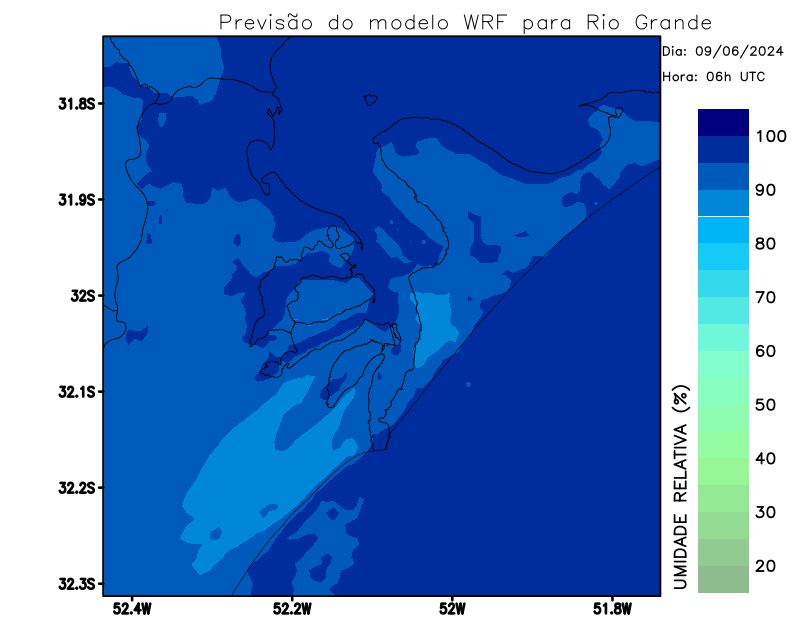 Previsão do modelo WRF para Rio Grande
Dia: 09/06/2024
Hora: 06h UTC
31.8S
31.9S
32S
32.1S
32.2S
32.3S
52.4W
52.2W
52W
51.8W
UMIDADE RELATIVA (%)
100
90
80
70
60
50
40
30
20